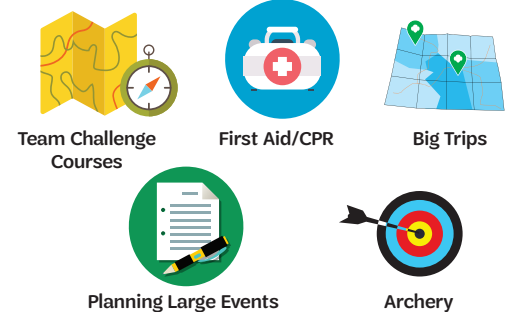 Team Challenge
Courses
First Aid/CPR
Big Trips
Planning Large Events
Archery